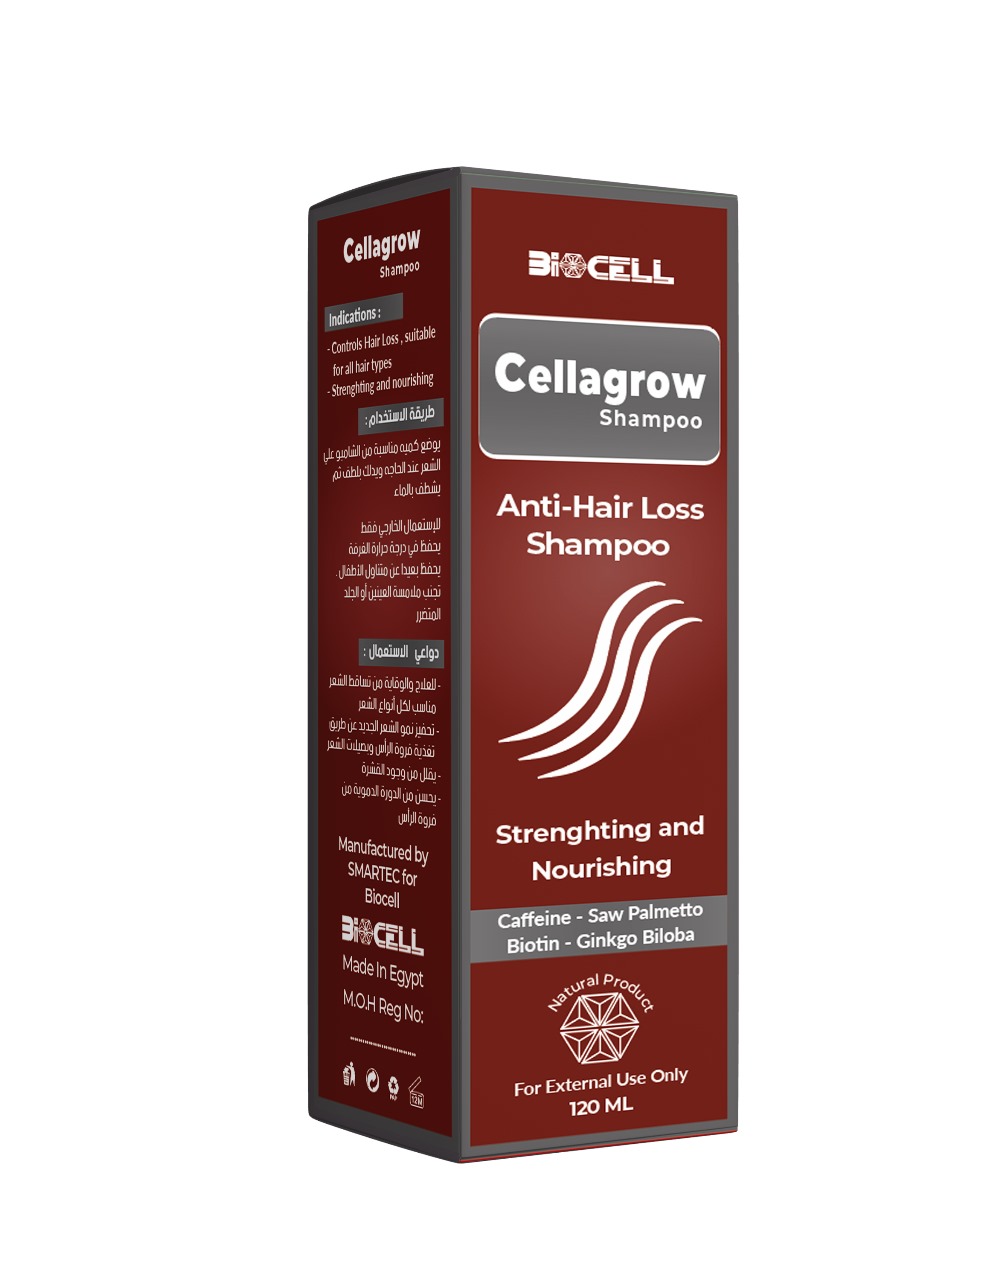 Cellagrow
Shampoo
Indications :
- Controls Hair Loss , suitable
for all hair types
- Strenghting and nourishing
طريقة الاستخدام :
يوضع كميه مناسبة من الشامبو علي
الشعر عند الحاجه ويدلك بلطف ثم
يشطف بالماء
للإستعمال الخارجي فقط
يحفظ في درجة حرارة الغرفة
يحفظ بعيدا عن متناول الأطفال .
تجنب ملامسة العينين أو الجلد
المتضرر
دواعي الاستعمال :
- للعلاج والوقاية من تساقط الشعر
مناسب لكل أنواع الشعر
- تحفيز نمو الشعر الجديد عن طريق
تغذية فروة الرأس وبصيلات الشعر
- يقلل من وجود القشرة
- يحسن من الدورة الدموية من
فروة الرأس
Manufactured by
SMARTEC for
Biocell
BiOCELL
Made In Egypt
M.O.H Reg No:
........................
PAP
12M
BiOCELL
Cellagrow
Shampoo
Anti-Hair Loss
Shampoo
Strenghting and
Nourishing
Caffeine - Saw Palmetto
Biotin - Ginkgo Biloba
Natural Product
For External Use Only
120 ML